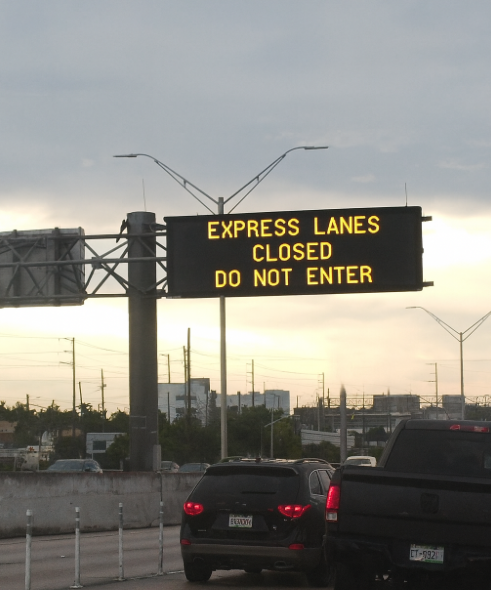 EXPRESS LANES
CLOSED
DO NOT ENTER